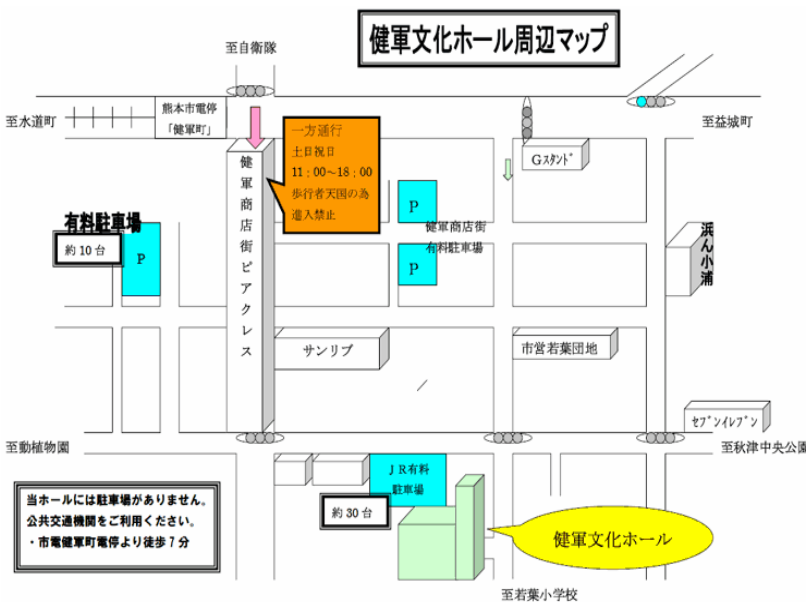 健軍文化ホール周辺マップ
至自衛隊
熊本市電停
「健軍町」
至水道町
至益城町
一方通行
土日祝日
11：00～18：00
歩行者天国の為
進入禁止
Gスタンド
健軍商店街ピアクレス
P
健軍商店街
有料駐車場
P
有料駐車場
約10台
P
浜ん小浦
サンリブ
市営若葉団地
セブンイレブン
至動植物園
至秋津中央公園
JR有料
駐車場
約30台
当ホールには駐車場がありません。
公共交通機関をご利用ください。
・市電健軍町電停より徒歩7分
健軍文化ホール
至若葉小学校